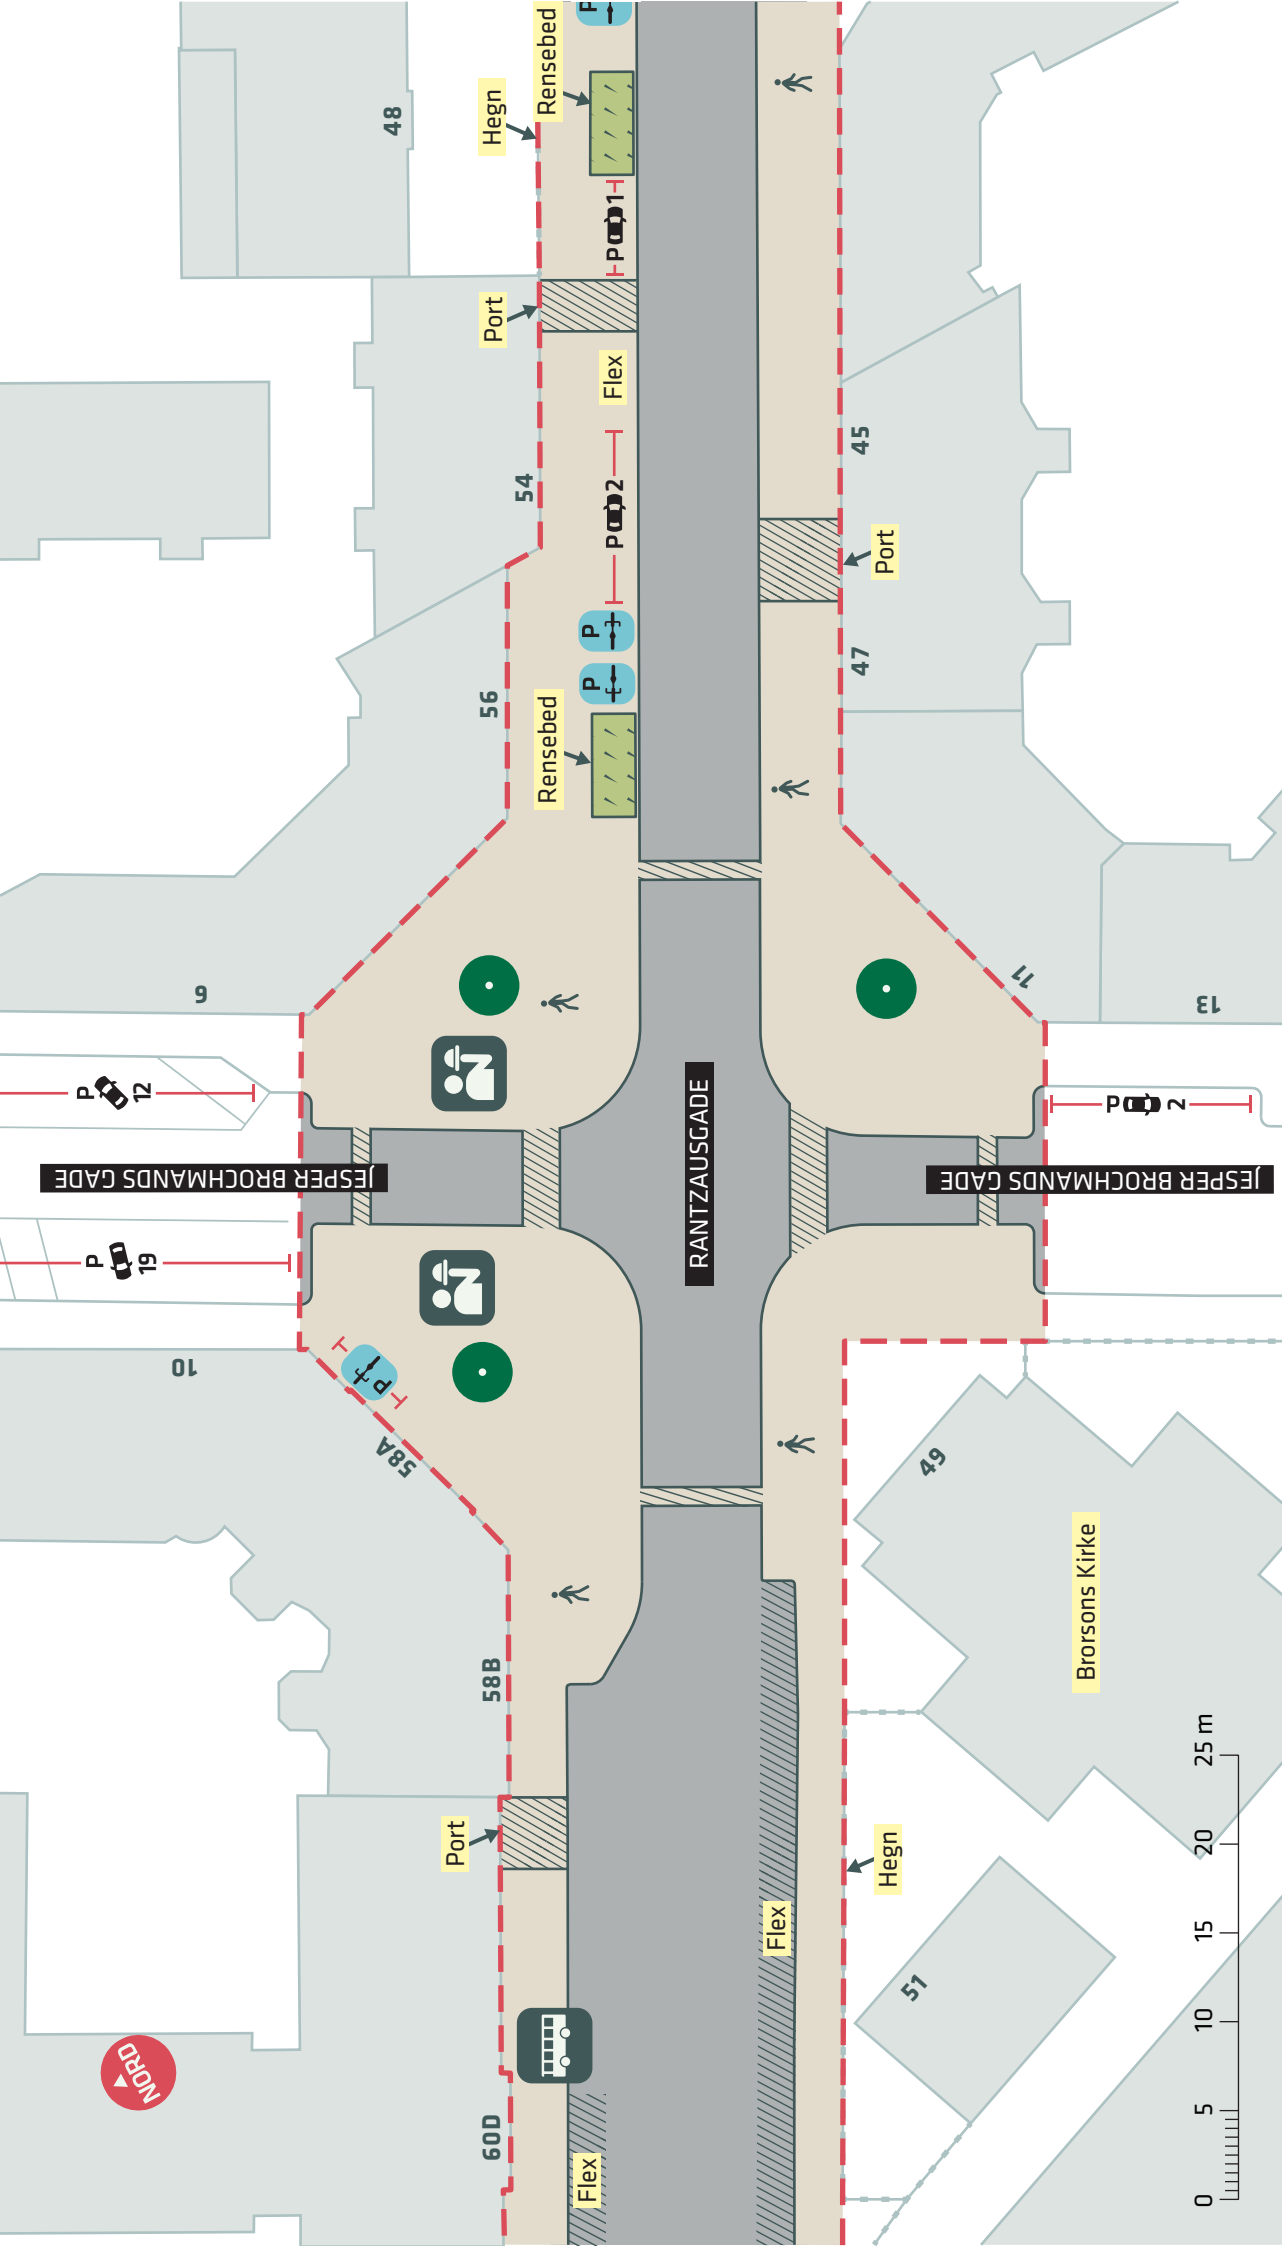 P
Rensebed
Hegn
48
P 1
Port
Flex
54
P 2
45
Port
P
P
47
56
Rensebed
6
11
13
P
12
P
2
JESPER BROCHMANDS GADE
JESPER BROCHMANDS GADE
RANTZAUSGADE
P
19
10
P
58A
49
Brorsons Kirke
58B
Port
Hegn
Flex
51
NORD
60D
Flex
0 5 10 15 20 25 m